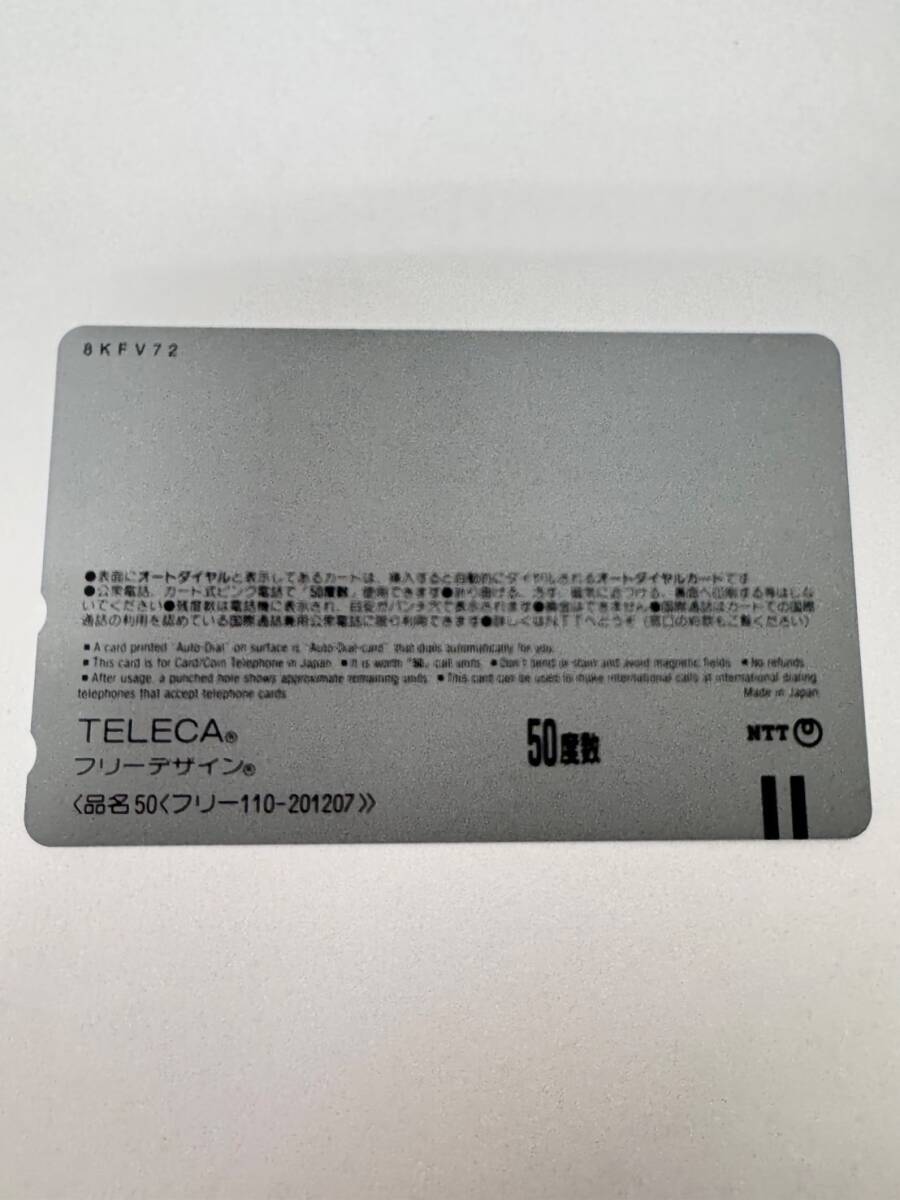 8KFV72
●表面にオートダイヤルと表示してあるカートは、挿入すると自動的にダイヤルされるオートダイヤルカードです
●公衆電話、カート式ピンク電話で「50度数」使用できます●折り曲げる、汚す、磁気に近づける、裏面へ印刷する等はしな
いでください●残度数は電話機に表示され、目安がパンチ穴で表示されます●換金はできません●国際通話はカートでの国際
通話の利用を認めている国際通話兼用公衆電話に限り利用できます●詳しくはNTTへどうぞ(窓口の約款もご覧ください)
■ A card printed "Auto-Dial" on surface is "Auto-Dial-card" that dials automatically for you.
■ This card is for Card/Coin Telephone in Japan. ■ It is worth "50" call units. ■ Don't bend or stain and avoid magnetic fields. ■ No refunds.
■ After usage, a punched hole shows approximate remaining units. ■ This card can be used to make international calls at international dialing
telephones that accept telephone cards.
Made in Japan
TELECA®
フリーデザイン®
50度数
NTT
〈品名50〈フリー110-201207〉〉